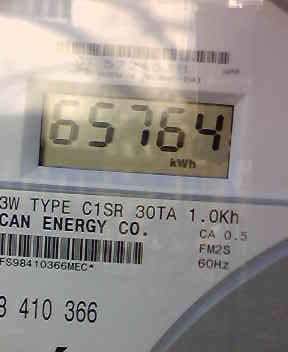 65764
kWh
3W TYPE C1SR 30TA 1.0Kh
CAN ENERGY CO.
CA 0.5
FM2S
60Hz
FS98410366MEC*
8 410 366